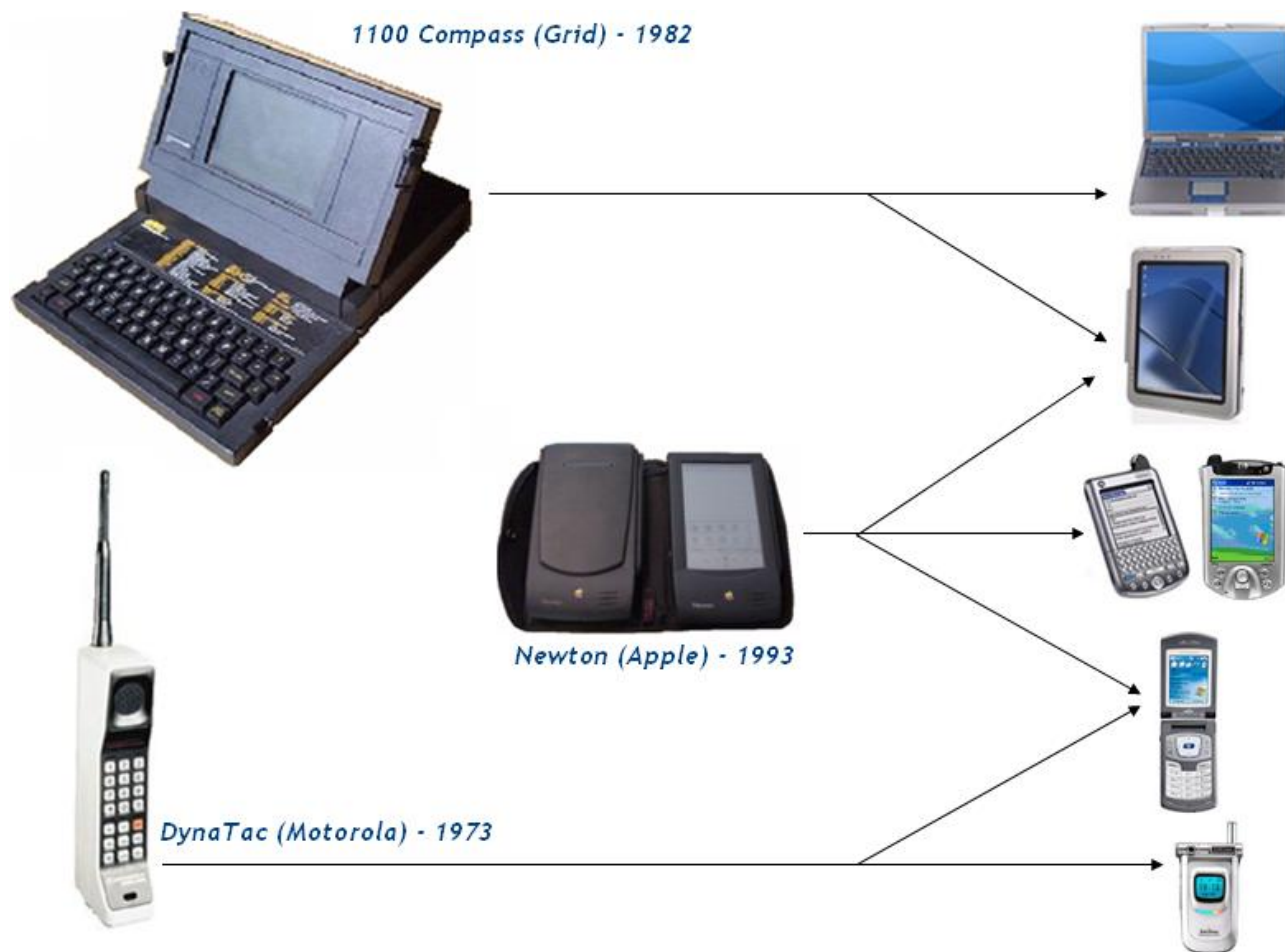 1100 Compass (Grid) - 1982
Newton (Apple) - 1993
DynaTac (Motorola) - 1973